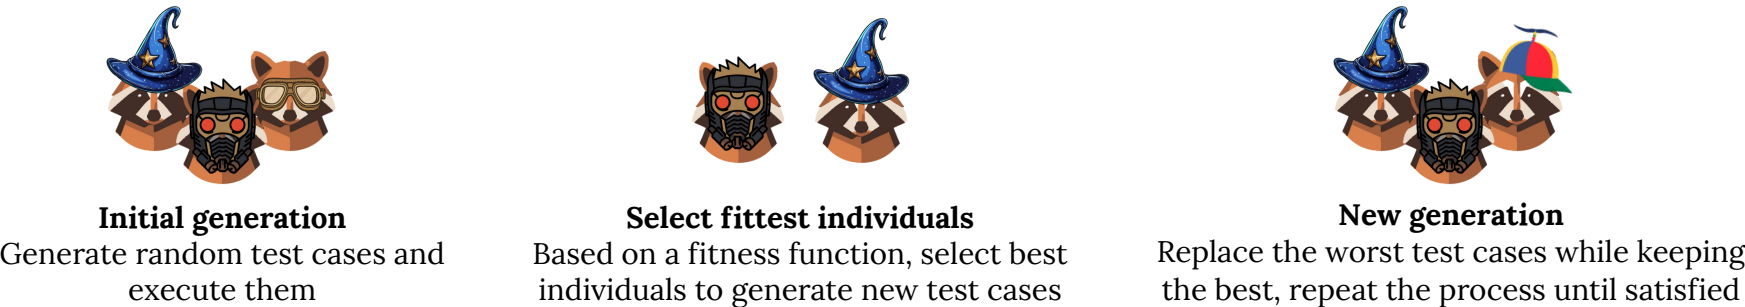 Initial generation
Generate random test cases and
execute them
Select fittest individuals
Based on a fitness function, select best
individuals to generate new test cases
New generation
Replace the worst test cases while keeping
the best, repeat the process until satisfied